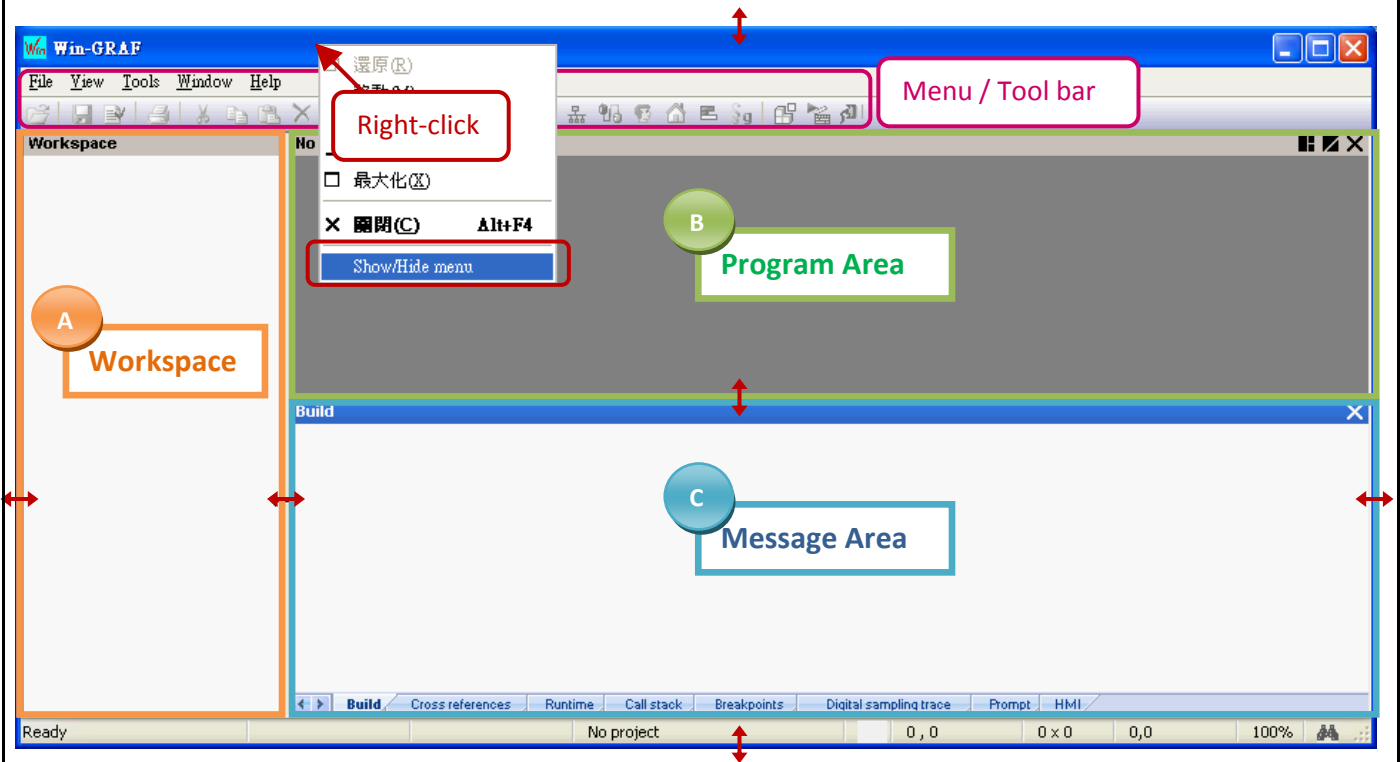 Win-GRAF
還原(R)
File View Tools Window Help
Menu / Tool bar
Right-click
Workspace
No
最大化(X)
關閉(C) Alt+F4
Show/Hide menu
B
Program Area
A
Workspace
Build
C
Message Area
Build Cross references Runtime Call stack Breakpoints Digital sampling trace Prompt HMI
Ready No project 0 , 0 0 x 0 0,0 100%